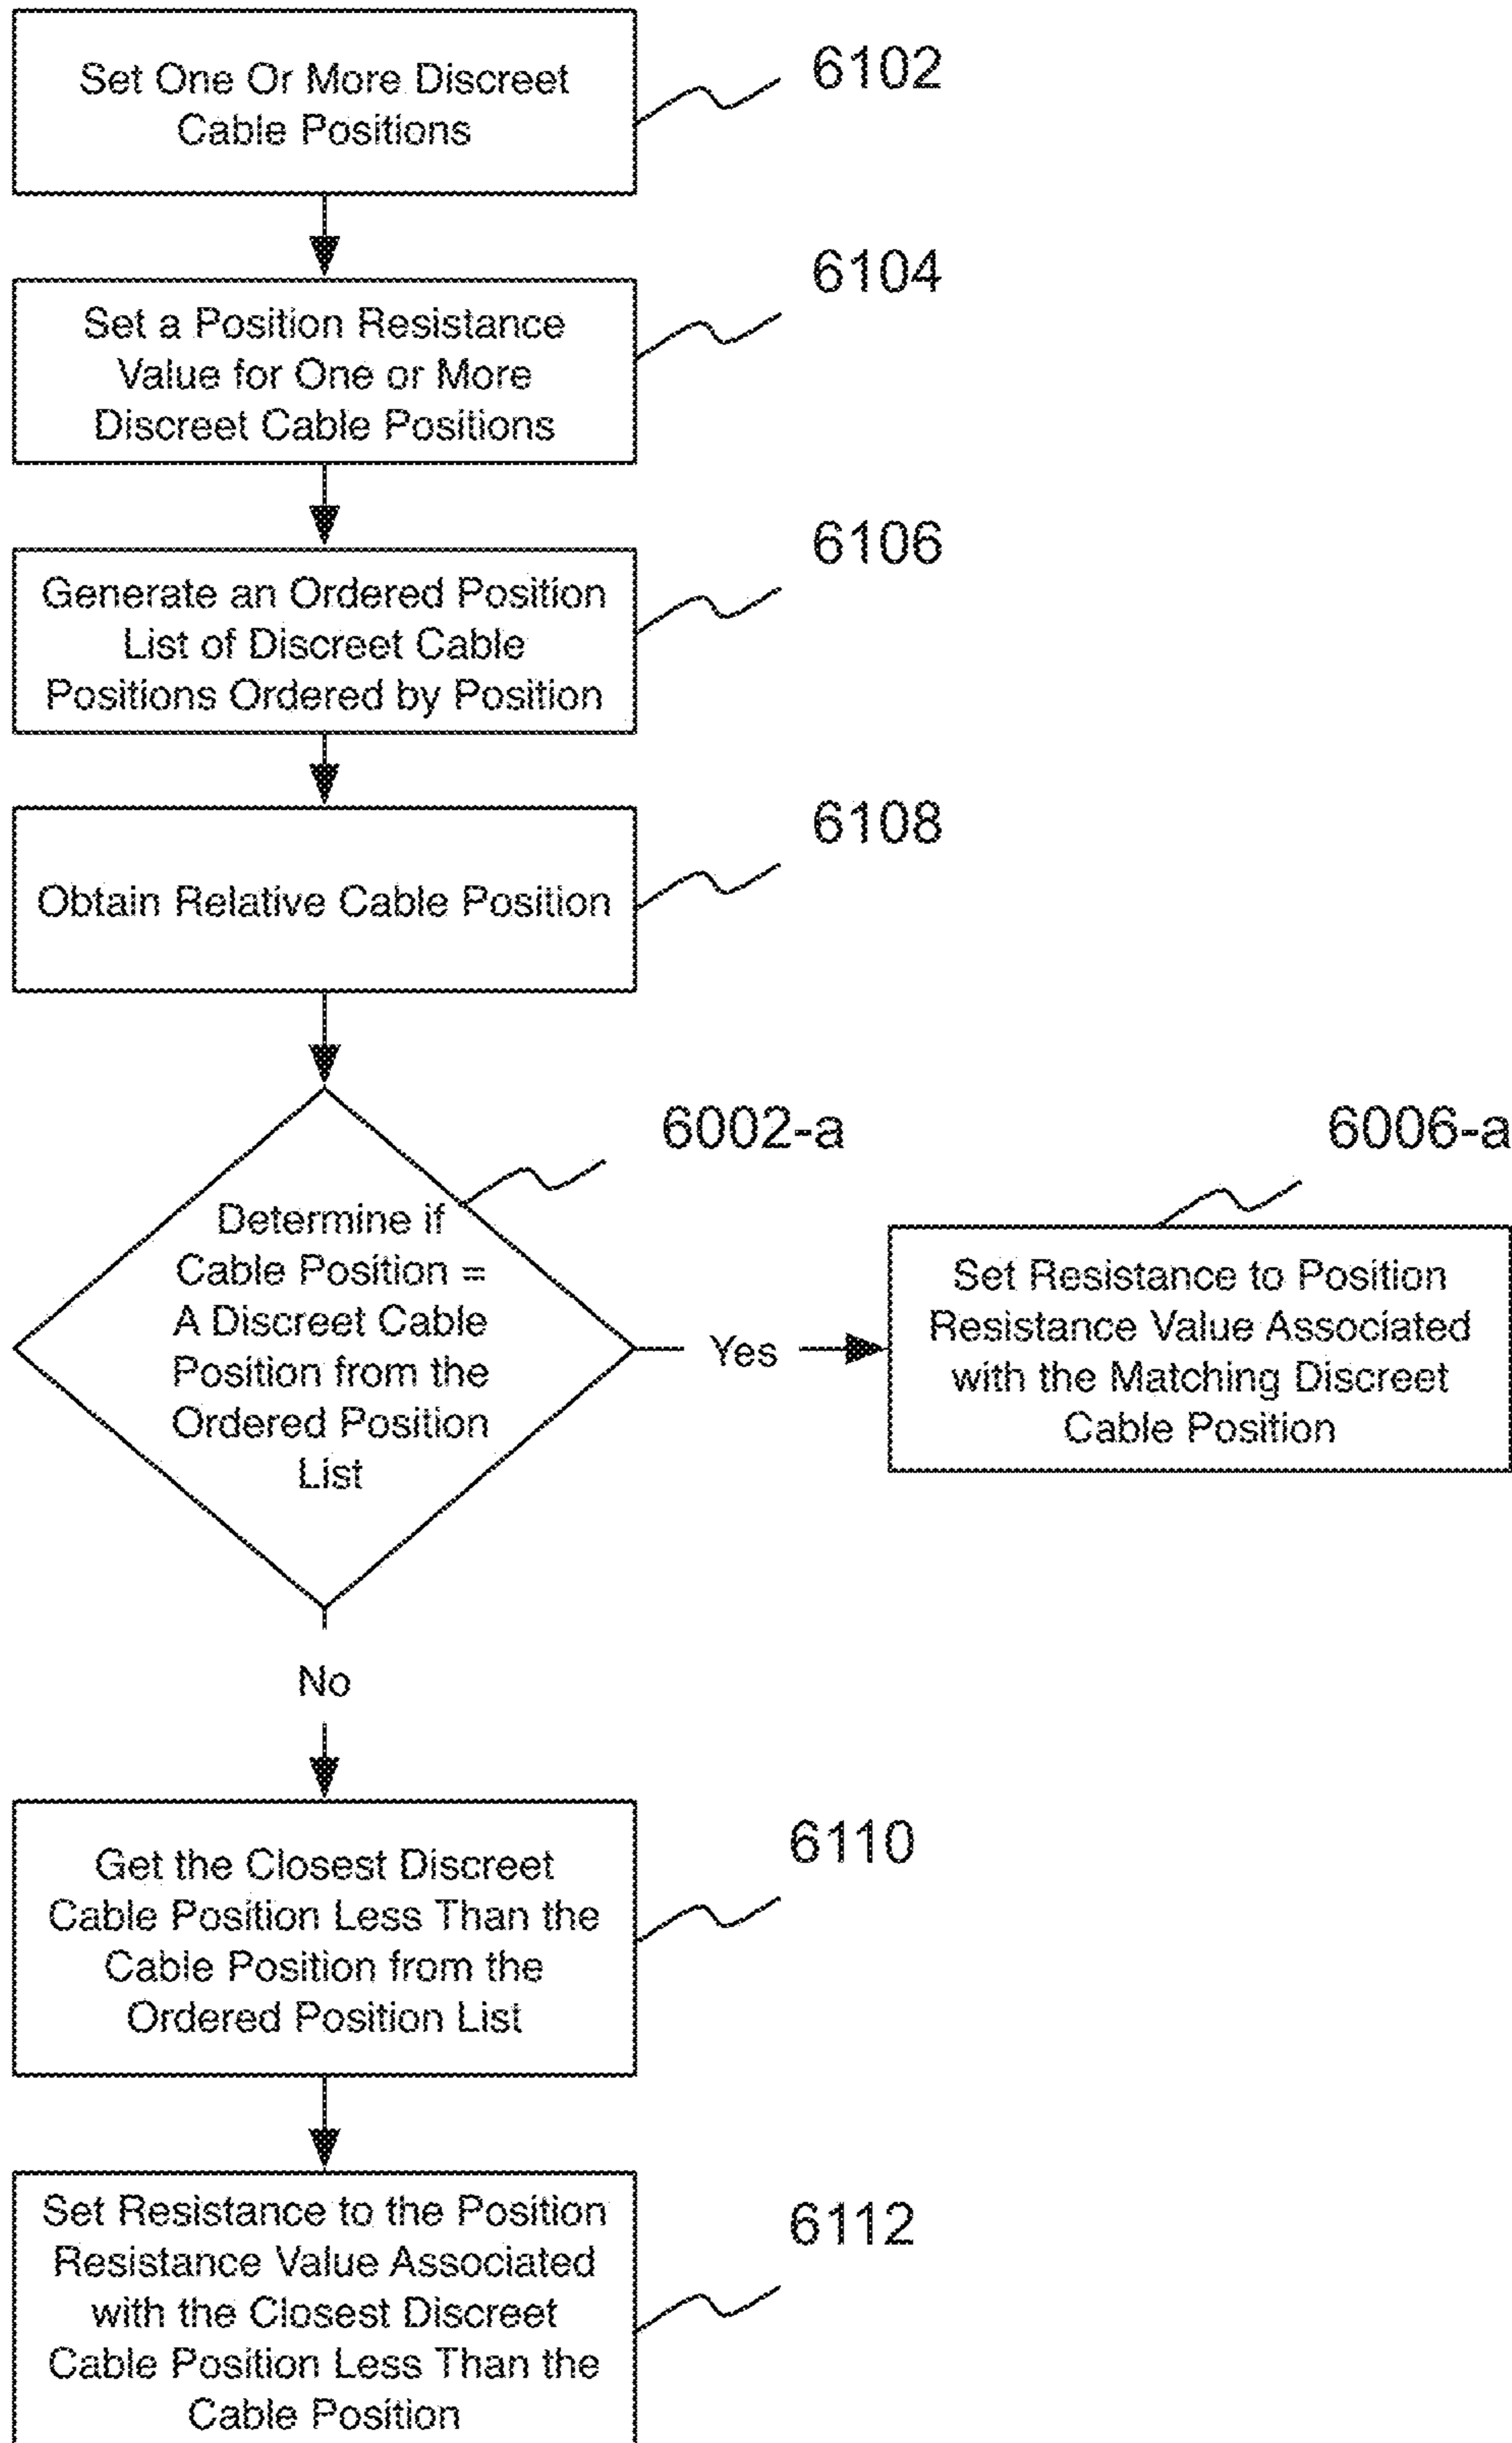 Set One Or More Discreet
Cable Positions
6102
Set a Position Resistance
Value for One or More
Discreet Cable Positions
6104
Generate an Ordered Position
List of Discreet Cable
Positions Ordered by Position
6106
Obtain Relative Cable Position
6108
Determine if
Cable Position =
A Discreet Cable
Position from the
Ordered Position
List
6002-a
Yes
6006-a
Set Resistance to Position
Resistance Value Associated
with the Matching Discreet
Cable Position
No
Get the Closest Discreet
Cable Position Less Than the
Cable Position from the
Ordered Position List
6110
Set Resistance to the Position
Resistance Value Associated
with the Closest Discreet
Cable Position Less Than the
Cable Position
6112